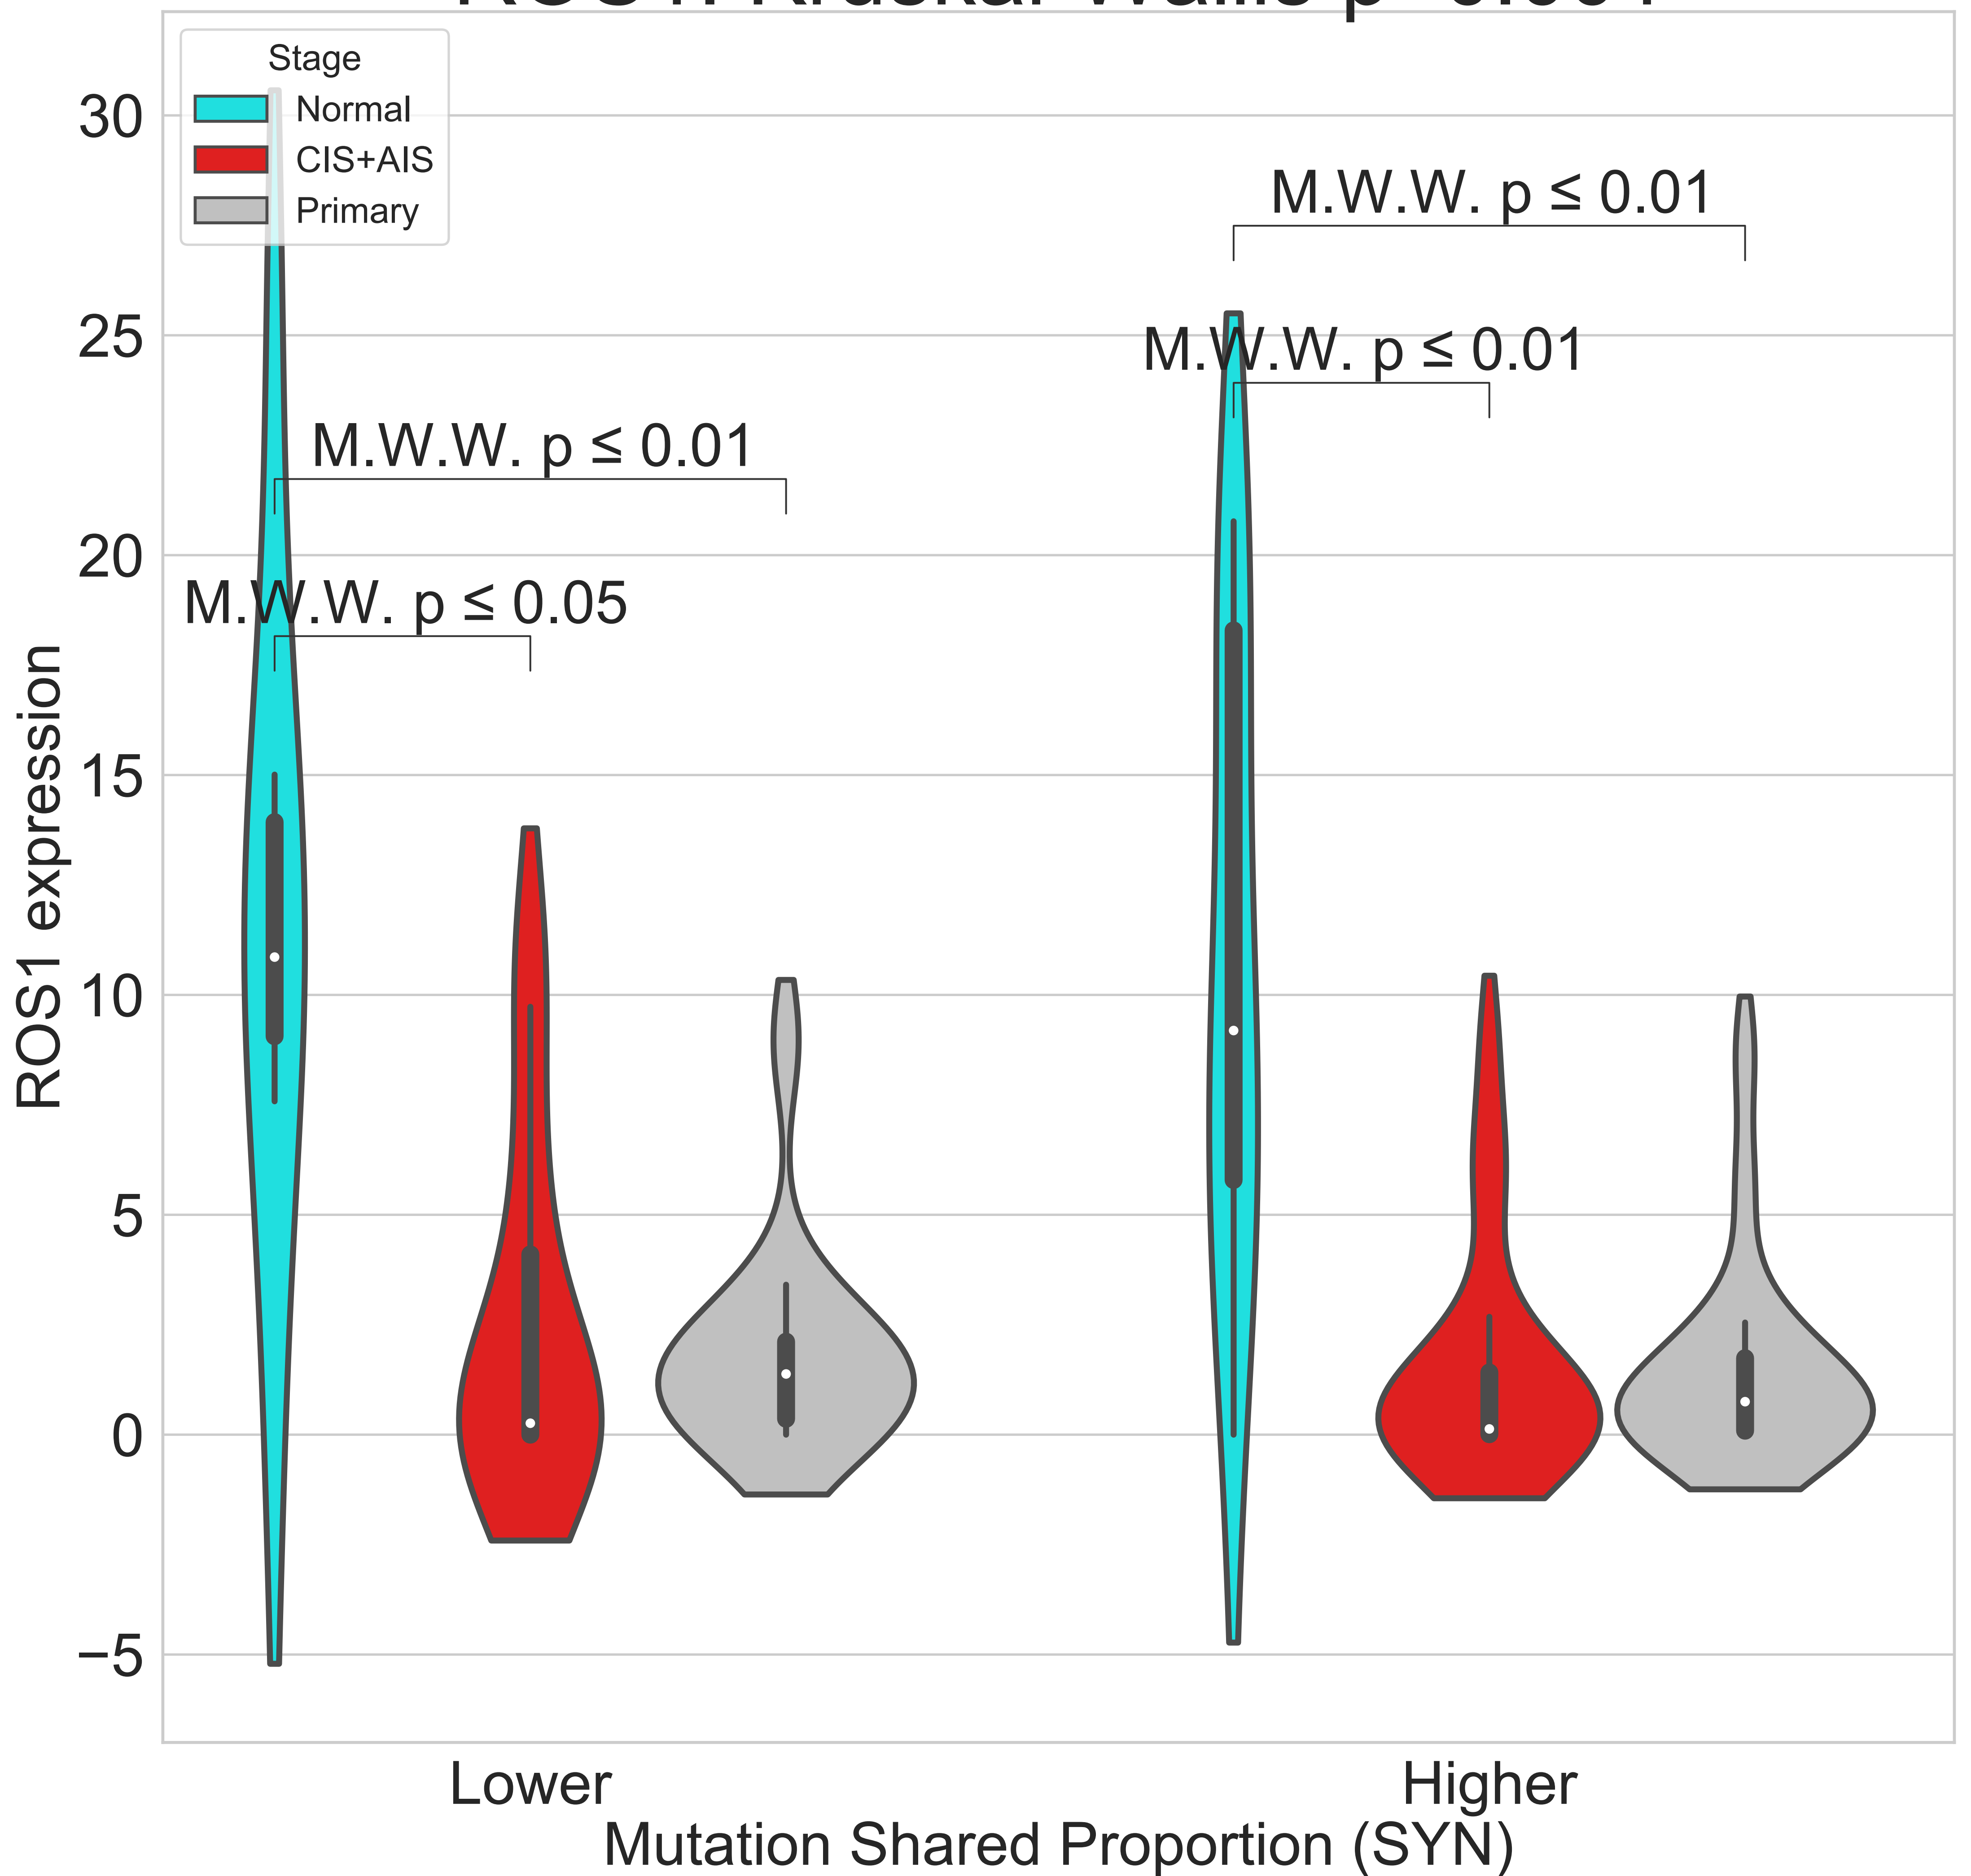 Stage
Normal
CIS+AIS
Primary
30
25
20
15
10
5
0
−5
ROS1 expression
M.W.W. p ≤ 0.01
M.W.W. p ≤ 0.01
M.W.W. p ≤ 0.01
M.W.W. p ≤ 0.05
Lower
Higher
Mutation Shared Proportion (SYN)